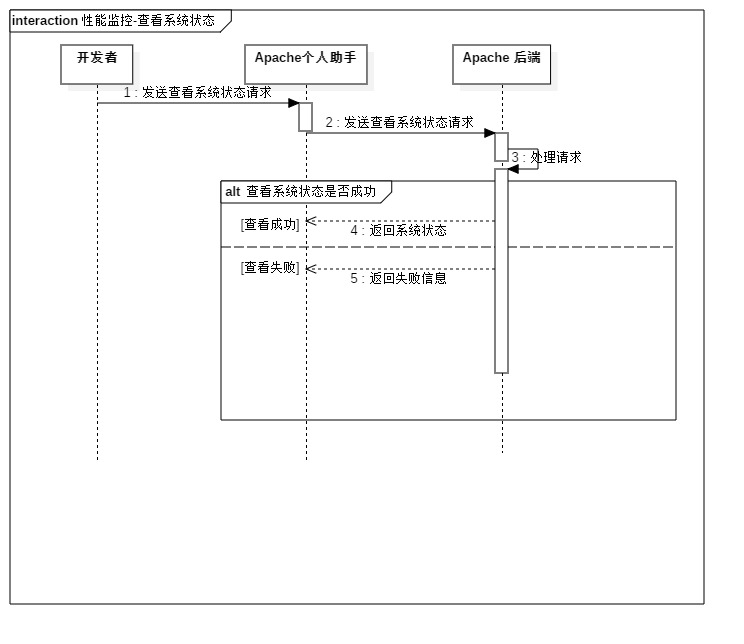 interaction 性能监控-查看系统状态
开发者
Apache个人助手
Apache 后端
1 : 发送查看系统状态请求
2 : 发送查看系统状态请求
3 : 处理请求
alt 查看系统状态是否成功
[查看成功]
4 : 返回系统状态
[查看失败]
5 : 返回失败信息